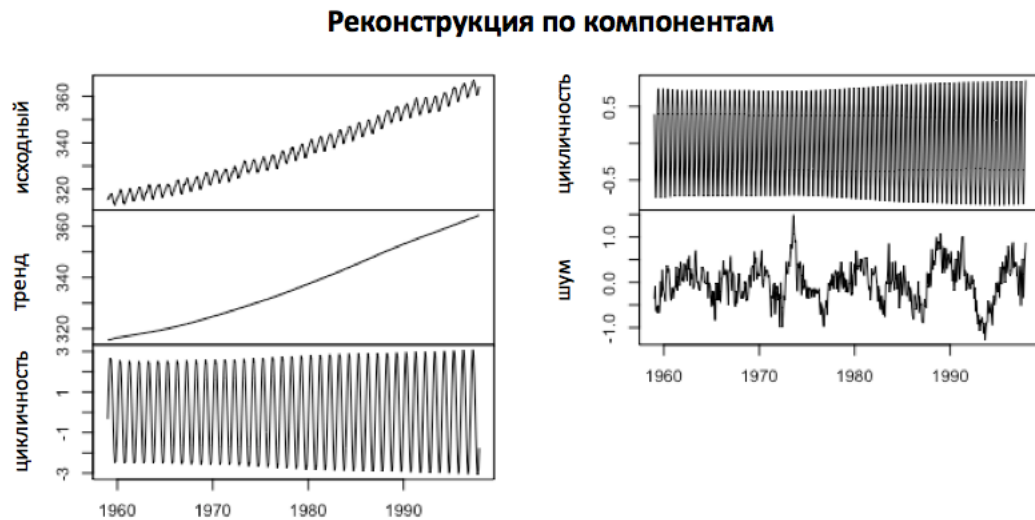 Реконструкция по компонентам
исходный
320 340 360
тренд
320 340 360
цикличность
-3 -1 1 3
1960 1970 1980 1990
цикличность
-0.5 0.5
шум
-1.0 0.0 1.0
1960 1970 1980 1990